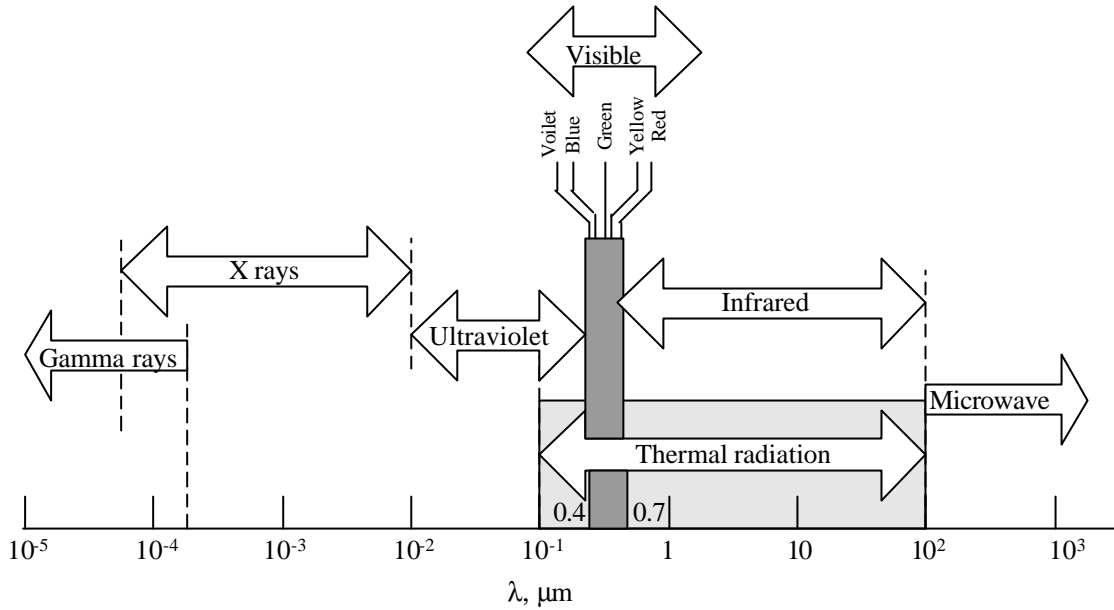 Visible
Voilet
Blue
Green
Yellow
Red
X rays
Infrared
Ultraviolet
Gamma rays
Microwave
Thermal radiation
0.4
0.7
10-5
10-4
10-3
10-2
10-1
1
10
10²
10³
λ, μm